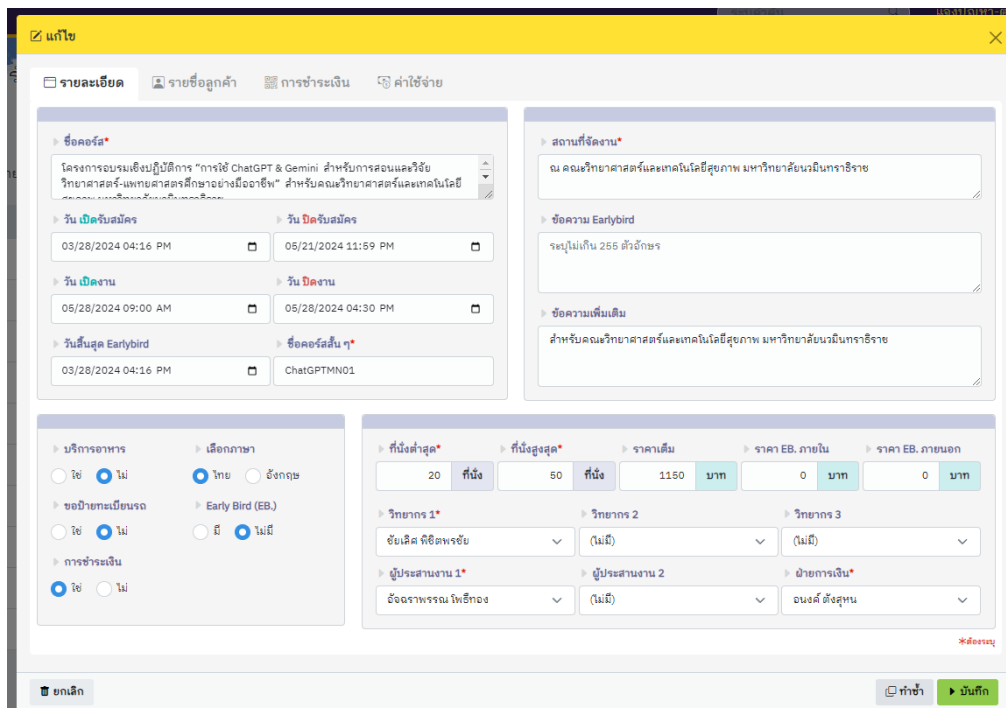 แก้ไข
รายละเอียด รายชื่อลูกค้า การชำระเงิน ค่าใช้จ่าย
ชื่อคอร์ส*
โครงการอบรมเชิงปฏิบัติการ "การใช้ ChatGPT & Gemini สำหรับการสอนและวิจัย
วิทยาศาสตร์-แพทยศาสตรศึกษาอย่างมืออาชีพ" สำหรับคณะวิทยาศาสตร์และเทคโนโลยี
วัน เปิดรับสมัคร วัน ปิดรับสมัคร
03/28/2024 04:16 PM 05/21/2024 11:59 PM
วัน เปิดงาน วัน ปิดงาน
05/28/2024 09:00 AM 05/28/2024 04:30 PM
วันสิ้นสุด Earlybird ชื่อคอร์สสั้น ๆ*
03/28/2024 04:16 PM ChatGPTMN01
สถานที่จัดงาน*
ณ คณะวิทยาศาสตร์และเทคโนโลยีสุขภาพ มหาวิทยาลัยนวมินทราธิราช
ข้อความ Earlybird
ระบุไม่เกิน 255 ตัวอักษร
ข้อความเพิ่มเติม
สำหรับคณะวิทยาศาสตร์และเทคโนโลยีสุขภาพ มหาวิทยาลัยนวมินทราธิราช
บริการอาหาร เลือกภาษา
ใช่ ไม่ ไทย อังกฤษ
ขอป้ายทะเบียนรถ Early Bird (EB.)
ใช่ ไม่ มี ไม่มี
การชำระเงิน
ใช่ ไม่
ที่นั่งต่ำสุด* ที่นั่งสูงสุด* ราคาเต็ม ราคา EB. ภายใน ราคา EB. ภายนอก
20 ที่นั่ง 50 ที่นั่ง 1150 บาท 0 บาท 0 บาท
วิทยากร 1* วิทยากร 2 วิทยากร 3
ชัยเลิศ พิชิตพรชัย (ไม่มี) (ไม่มี)
ผู้ประสานงาน 1* ผู้ประสานงาน 2 ฝ่ายการเงิน*
อัจฉราพรรณ โพธิ์ทอง (ไม่มี) อนงค์ ตังสุหน
*ต้องระบุ
ยกเลิก ทำซ้ำ บันทึก